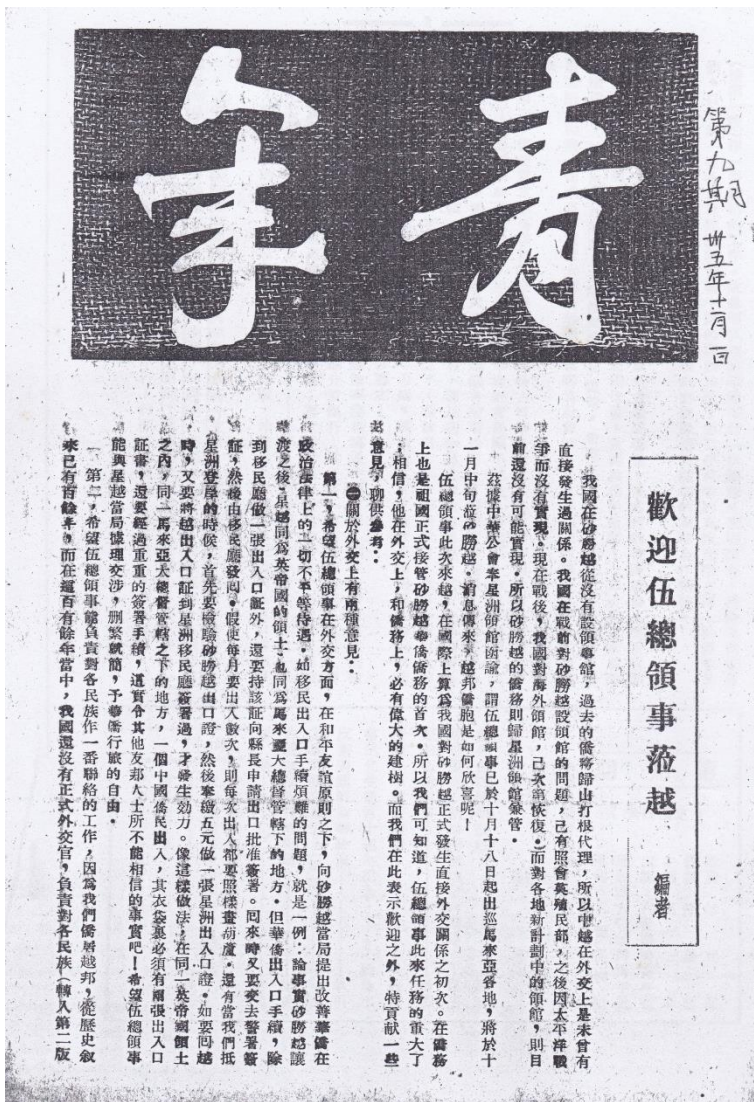 青年
第九期 卅五年十二月一日
歡迎伍總領事蒞越
編者
我國在砂朥越從沒有設領事館，過去的僑務歸山打根代理，所以中越在外交上是未曾有
直接發生過關係。我國在戰前對砂朥越設領館的問題，己有照會英殖民部，之後因太平洋戰
爭而沒有實現。現在戰後，我國對海外領館，己次第恢復。而對各地新計劃中的領館，則目
前還沒有可能實現。所以砂朥越的僑務則歸星洲領館兼管。
茲據中華公會奉星洲領館函諭，謂伍總領事巳於十月十八日起出巡馬來亞各地，將於十
一月中旬蒞砂朥越。消息傳來，越邦僑胞是如何欣喜呢！
伍總領事此次來越，在國際上算爲我國對砂朥越正式發生直接外交關係之初次。在僑務
上也是祖國正式接管砂朥越華僑僑務的首次。所以我們可知道，伍總領事此來任務的重大了
；相信，他在外交上，和僑務上，必有偉大的建樹。而我們在此表示歡迎之外，特貢献一些
意見，聊供參考：
㊀關於外交上有兩種意見：
第一，希望伍總領事在外交方面，在和平友誼原則之下，向砂朥越當局提出改善華僑在
政治法律上的一切不平等待遇。如移民出入口手續煩難的問題，就是一例：論事實砂朥越讓
渡之後，星越同爲英帝國的領土。也同爲馬來亞大總督管轄下的地方。但華僑出入口手續，除
到移民廳做一張出入口証外，還要持該証向縣長申請出口批准簽署。囘來時又要交去警署簽
証，然後由移民廳發囘。假使每月要出入數次，則每次出入都要照樣畫葫蘆。還有當我們抵
星洲登岸的時候，首先要檢驗砂朥越出口證，然後奉繳五元做一張星洲出入口證。如要囘越
時，又要將越出入口証到星洲移民廳簽署過，才發生効力。像這樣做法，在同一英帝國領土
之內，同一馬來亞大總督管轄之下的地方，一個中國僑民出入，其衣袋裏必須有兩張出入口
証書，還要經過重重的簽署手續，這實令其他友邦人士所不能相信的事實吧！希望伍總領事
能與星越當局據理交涉，刪繁就簡，予華僑行旅的自由。
第二，希望伍總領事能負責對各民族作一番聯絡的工作，因爲我們僑居越邦，從歷史叙
來已有百餘年。而在這百有餘年當中，我國還沒有正式外交官，負責對各民族（轉入第二版